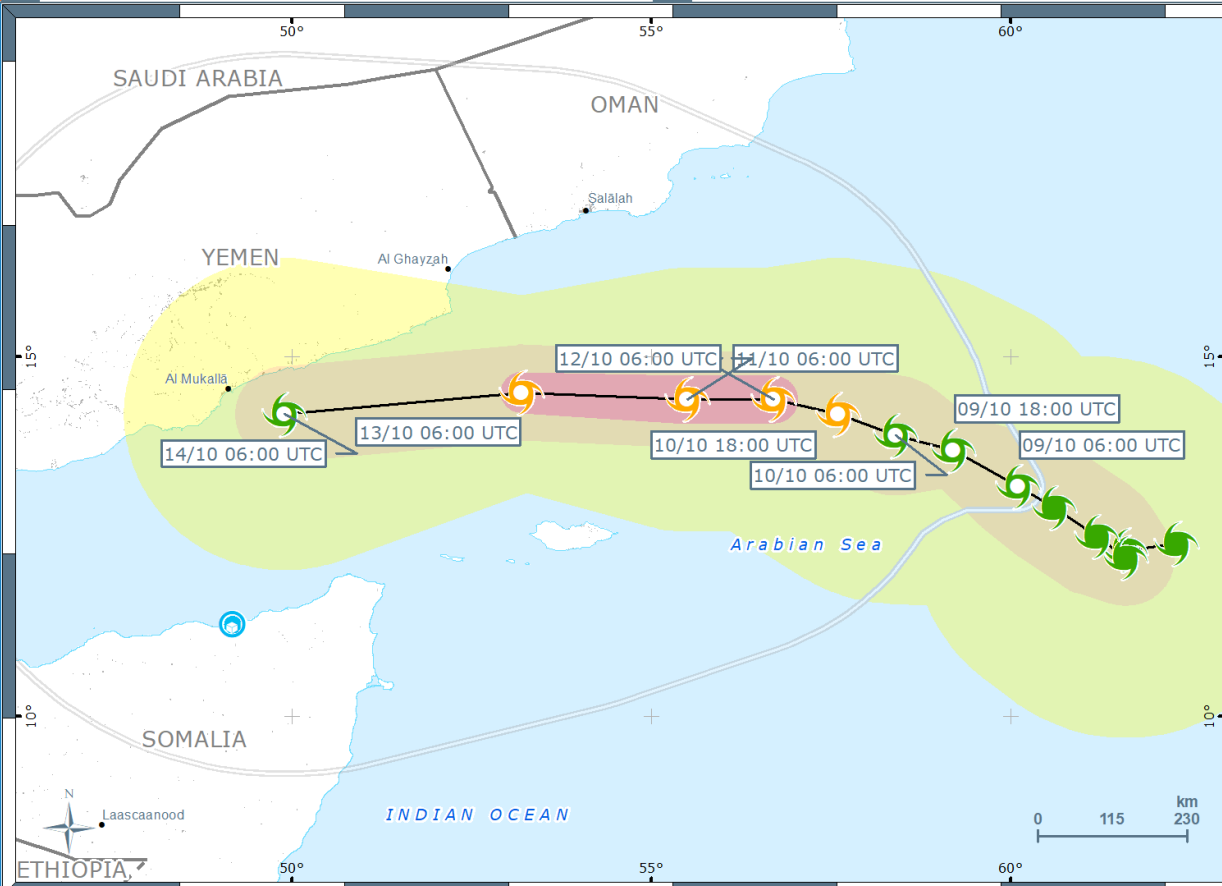 50°
55°
60°
SAUDI ARABIA
OMAN
Şalālah
YEMEN
Al Ghayzah
15°
15°
12/10 06:00 UTC
11/10 06:00 UTC
Al Mukallā
09/10 18:00 UTC
13/10 06:00 UTC
10/10 18:00 UTC
09/10 06:00 UTC
14/10 06:00 UTC
10/10 06:00 UTC
Arabian Sea
10°
10°
SOMALIA
N
km
Laascaanood
INDIAN OCEAN
0 115 230
ETHIOPIA
50°
55°
60°